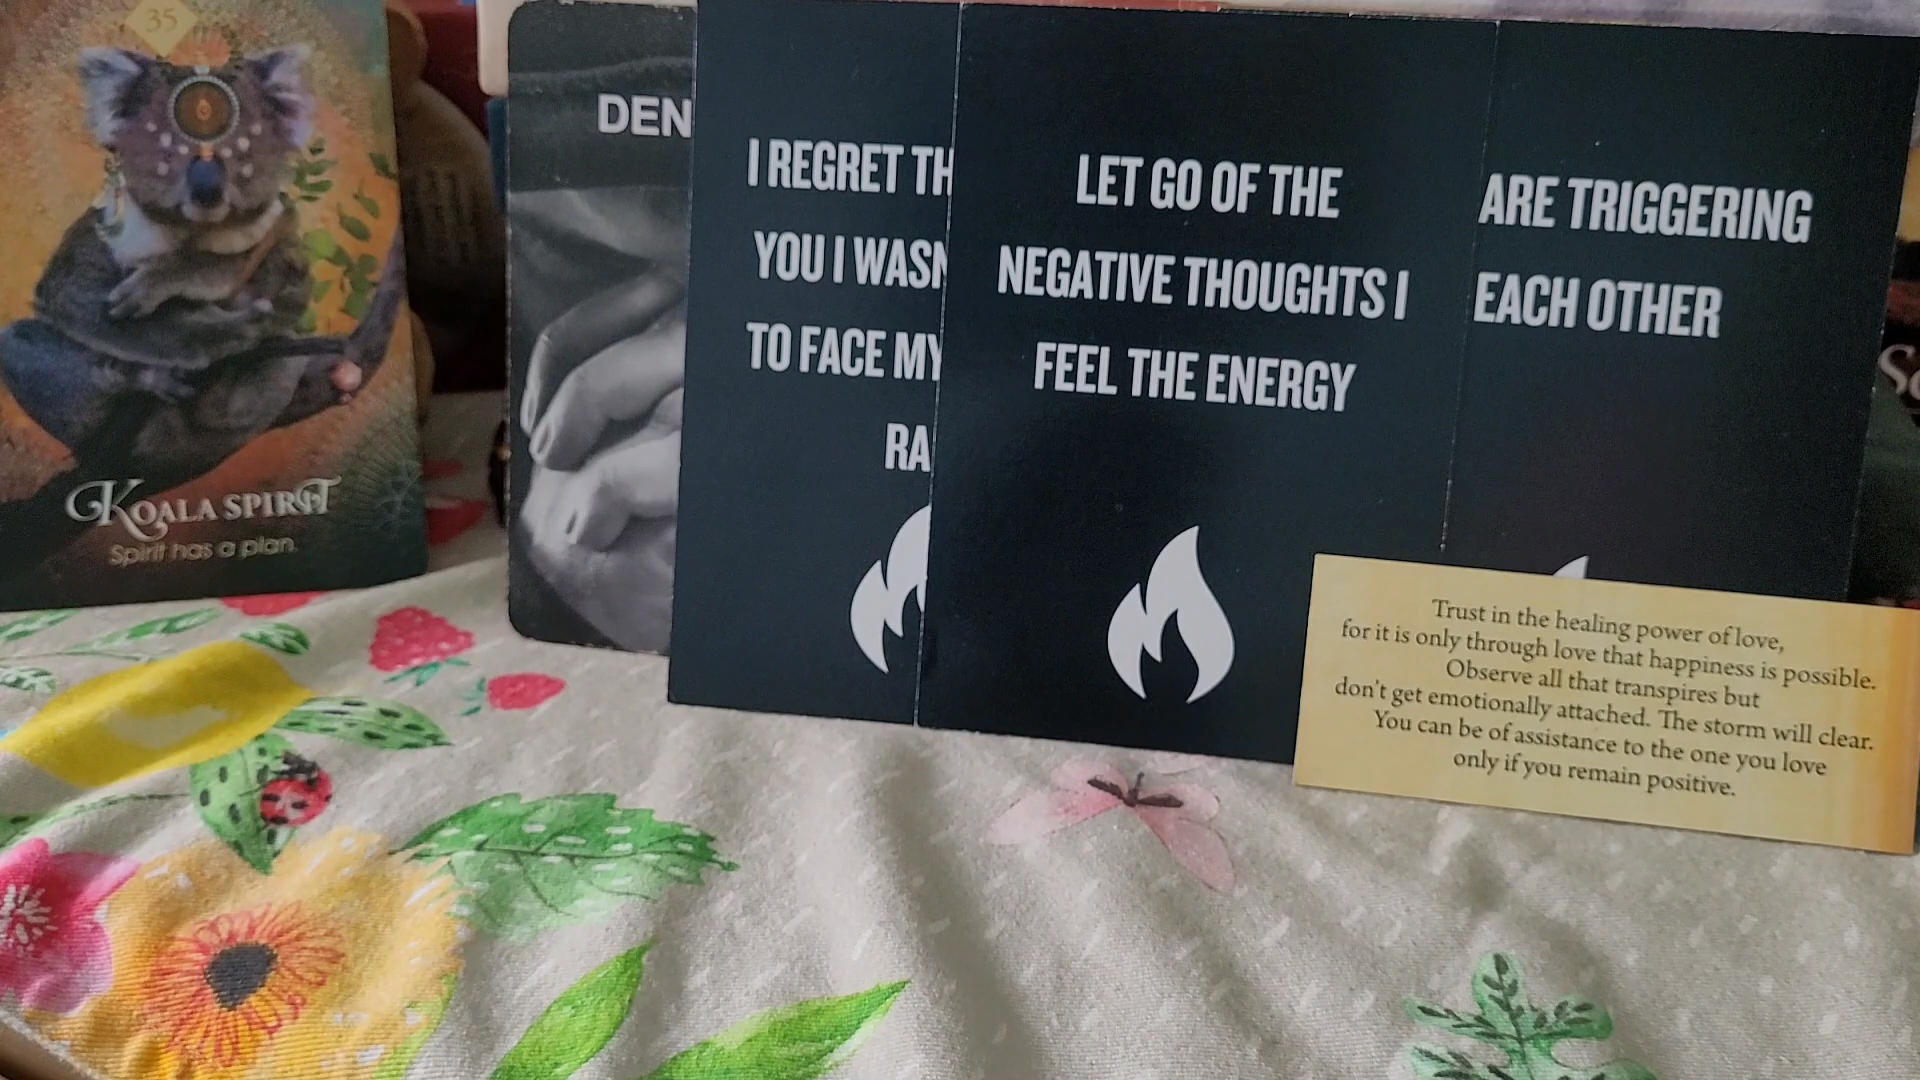 35
KOALA SPIRIT
Spirit has a plan.
DEN
I REGRET TH
YOU I WASN
TO FACE MY
RA
LET GO OF THE
NEGATIVE THOUGHTS I
FEEL THE ENERGY
ARE TRIGGERING
EACH OTHER
Trust in the healing power of love,
for it is only through love that happiness is possible.
Observe all that transpires but
don't get emotionally attached. The storm will clear.
You can be of assistance to the one you love
only if you remain positive.